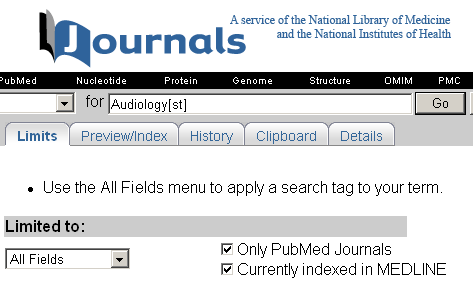 Journals
A service of the National Library of Medicine
and the National Institutes of Health
PubMed Nucleotide Protein Genome Structure OMIM PMC
for Audiology[st] Go
Limits Preview/Index History Clipboard Details
• Use the All Fields menu to apply a search tag to your term.
Limited to:
All Fields
Only PubMed Journals
Currently indexed in MEDLINE